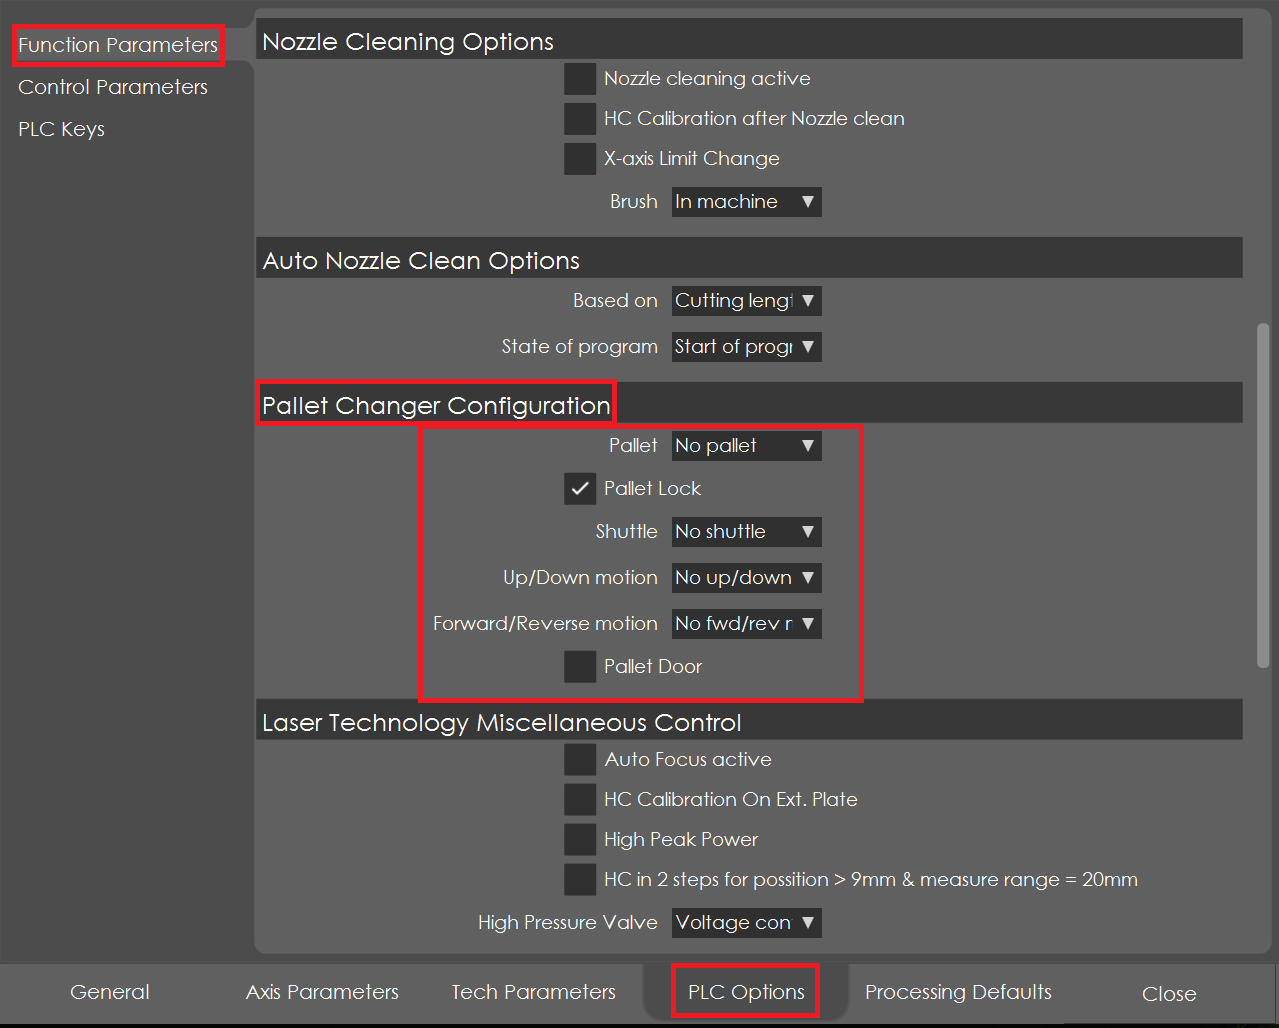 Function Parameters
Control Parameters
PLC Keys
Nozzle Cleaning Options
Nozzle cleaning active
HC Calibration after Nozzle clean
X-axis Limit Change
Brush In machine
Auto Nozzle Clean Options
Based on Cutting lengt
State of program Start of progr
Pallet Changer Configuration
Pallet No pallet
Pallet Lock
Shuttle No shuttle
Up/Down motion No up/down
Forward/Reverse motion No fwd/rev r
Pallet Door
Laser Technology Miscellaneous Control
Auto Focus active
HC Calibration On Ext. Plate
High Peak Power
HC in 2 steps for possition > 9mm & measure range = 20mm
High Pressure Valve Voltage con
General Axis Parameters Tech Parameters PLC Options Processing Defaults Close